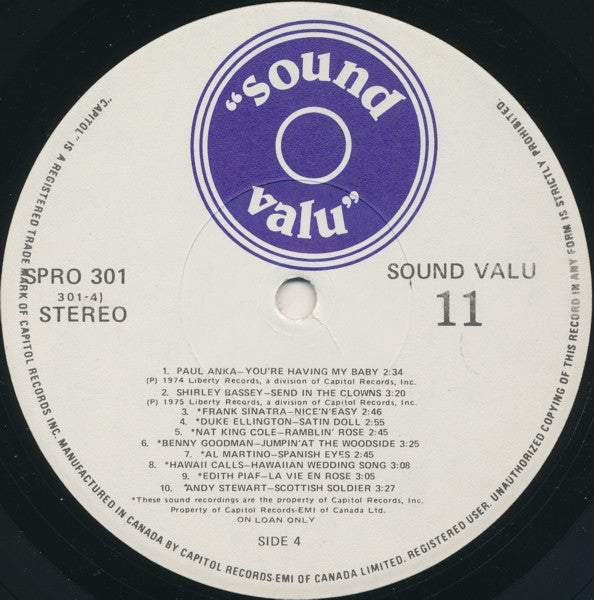 "sound
valu"
SPRO 301
301-4)
STEREO
SOUND VALU
11
1. PAUL ANKA–YOU'RE HAVING MY BABY 2:34
(P) 1974 Liberty Records, a division of Capitol Records, Inc.
2. SHIRLEY BASSEY–SEND IN THE CLOWNS 3:20
(P) 1975 Liberty Records, a division of Capitol Records, Inc.
3. *FRANK SINATRA–NICE'N'EASY 2:46
4. *DUKE ELLINGTON–SATIN DOLL 2:55
5. *NAT KING COLE–RAMBLIN' ROSE 2:45
6. *BENNY GOODMAN–JUMPIN'AT THE WOODSIDE 3:25
7. *AL MARTINO–SPANISH EYES 2:45
8. *HAWAII CALLS–HAWAIIAN WEDDING SONG 3:08
9. *EDITH PIAF–LA VIE EN ROSE 3:05
10. *ANDY STEWART–SCOTTISH SOLDIER 3:27
*These sound recordings are the property of Capitol Records, Inc.
Property of Capitol Records-EMI of Canada Ltd.
ON LOAN ONLY
SIDE 4
"CAPITOL" IS A REGISTERED TRADE MARK OF CAPITOL RECORDS INC. MANUFACTURED IN CANADA BY CAPITOL RECORDS-EMI OF CANADA LIMITED. REGISTERED USER. UNAUTHORIZED COPYING OF THIS RECORD IN ANY FORM IS STRICTLY PROHIBITED.